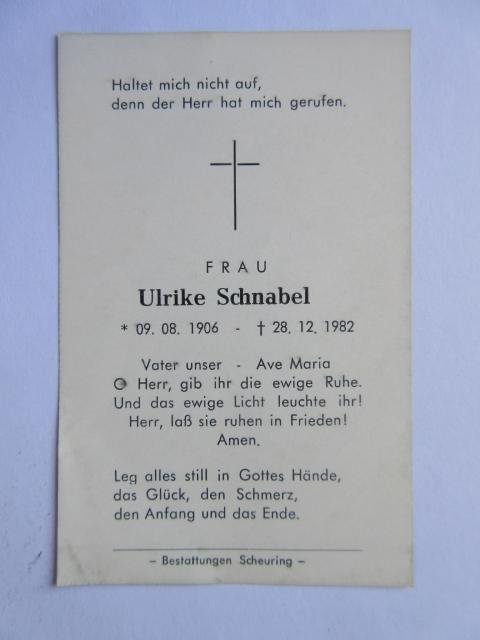 Haltet mich nicht auf,
denn der Herr hat mich gerufen.
FRAU
Ulrike Schnabel
* 09. 08. 1906 - † 28. 12. 1982
Vater unser - Ave Maria
O Herr, gib ihr die ewige Ruhe.
Und das ewige Licht leuchte ihr!
Herr, laß sie ruhen in Frieden!
Amen.
Leg alles still in Gottes Hände,
das Glück, den Schmerz,
den Anfang und das Ende.
– Bestattungen Scheuring –